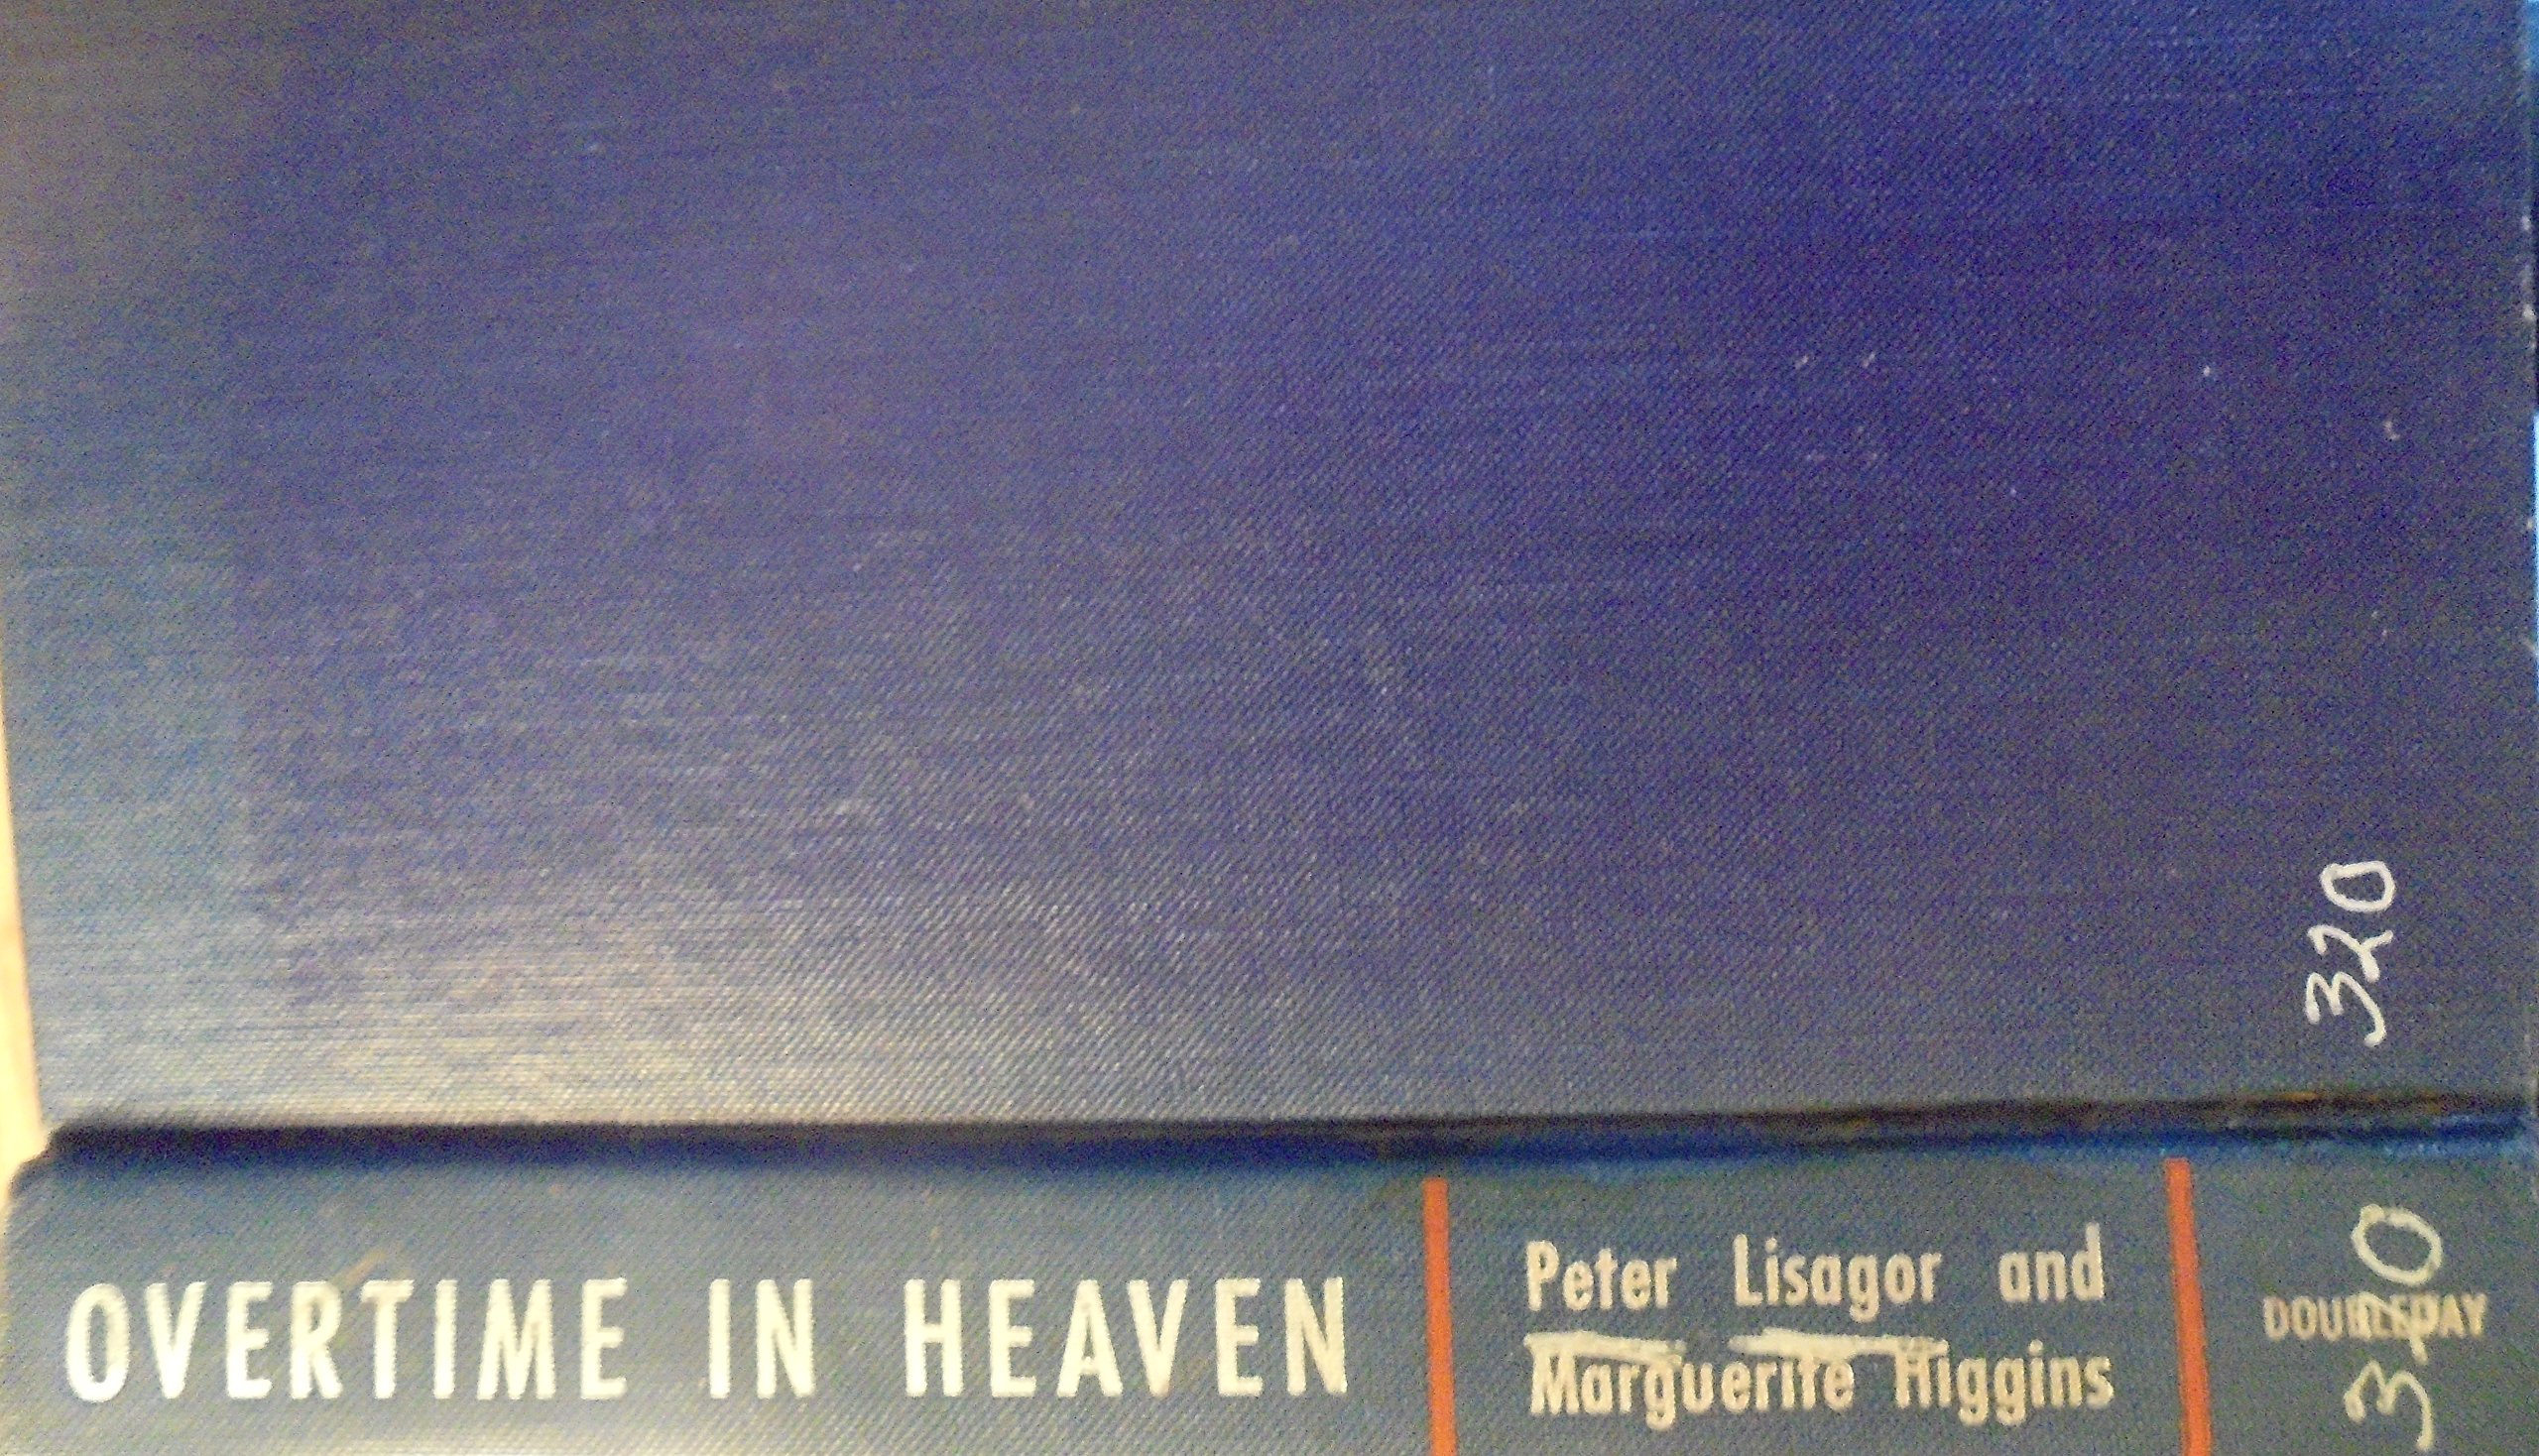 320
OVERTIME IN HEAVEN
Peter Lisagor and
Marguerite Higgins
DOUBLEDAY
320